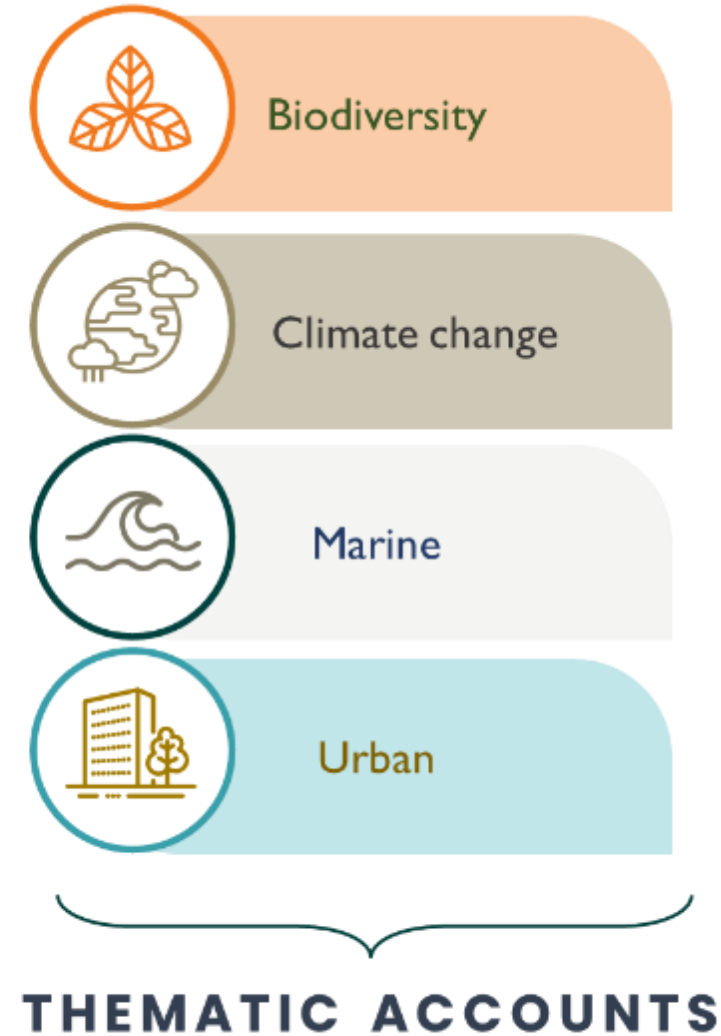 Biodiversity
Climate change
Marine
Urban
THEMATIC ACCOUNTS